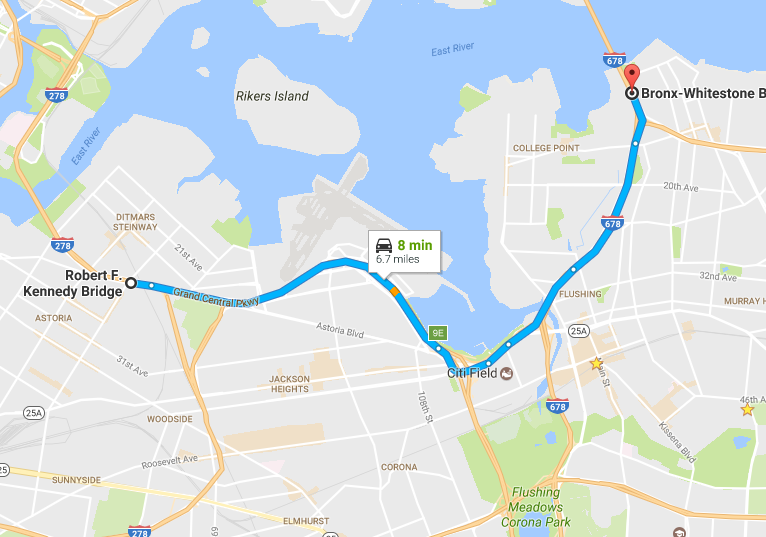 East River
678
278
Rikers Island
Bronx-Whitestone B
East River
COLLEGE POINT
20th Ave
DITMARS
STEINWAY
678
278
21st Ave
8 min
6.7 miles
Robert F.
Kennedy Bridge
Grand Central Pkwy
32nd Ave
FLUSHING
MURRAY H
ASTORIA
Astoria Blvd
9E
25A
31st Ave
Citi Field
Main St
JACKSON
HEIGHTS
108th St
46th A
25A
678
WOODSIDE
Kissena Blvd
Roosevelt Ave
CORONA
25
SUNNYSIDE
Flushing
Meadows
Corona Park
ELMHURST
278